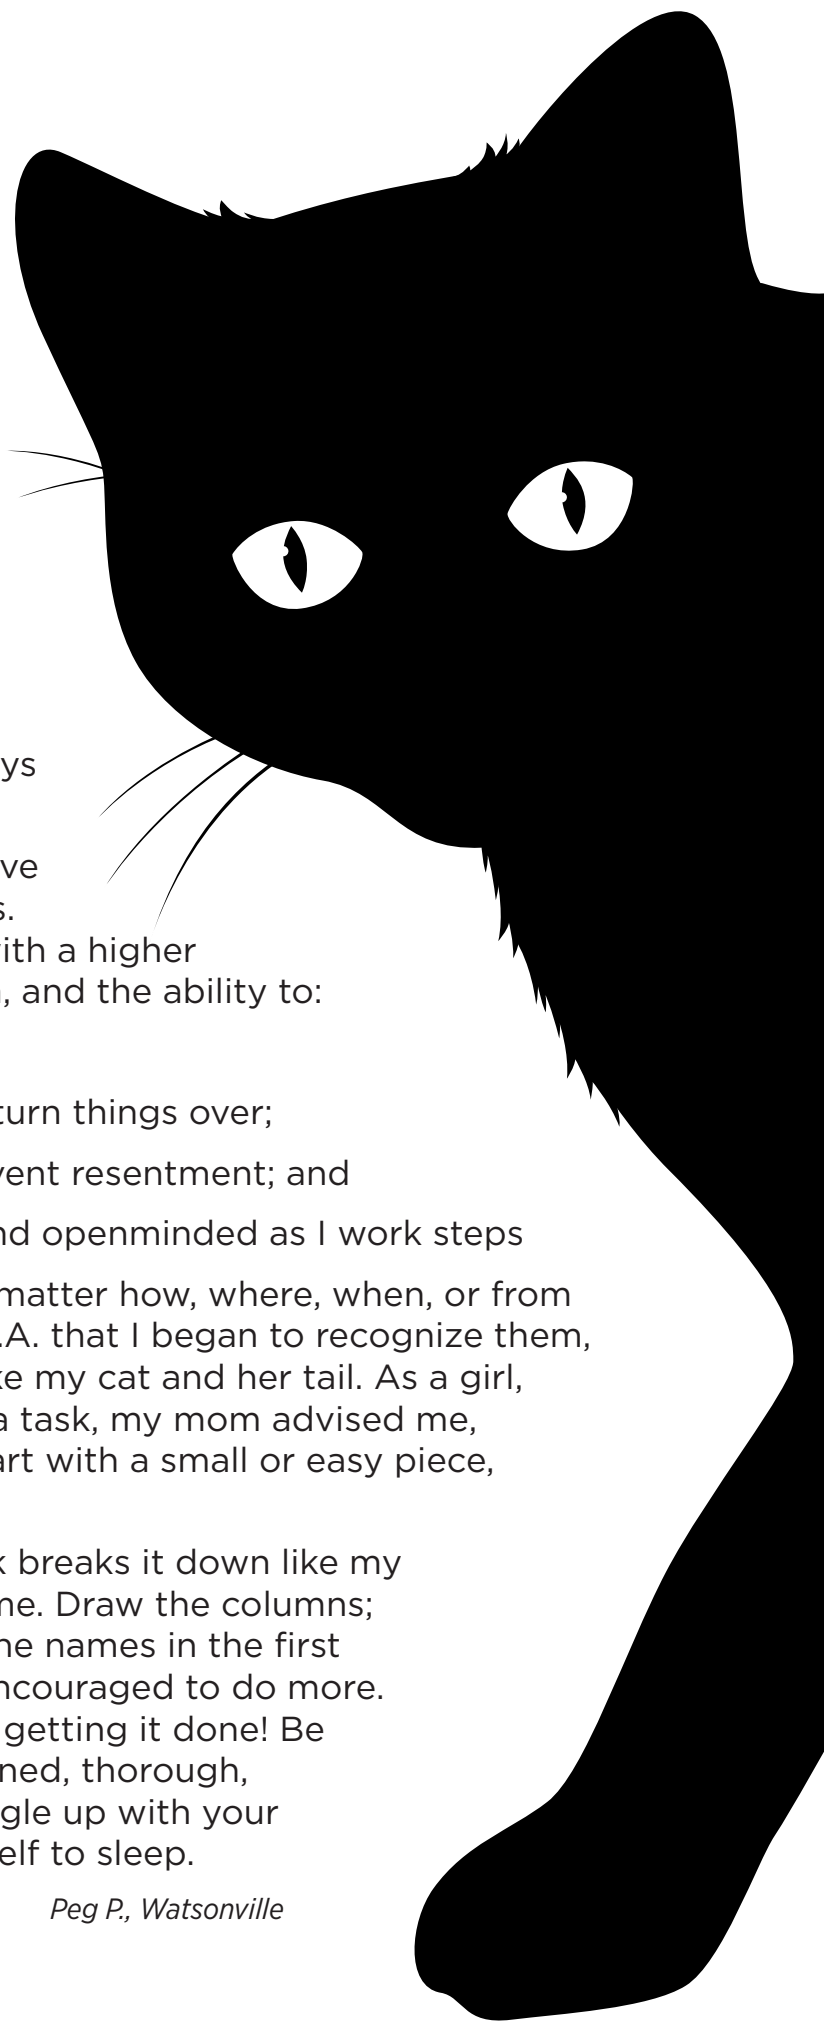 ys
ve
s.
ith a higher
, and the ability to:
turn things over;
vent resentment; and
nd openminded as I work steps
matter how, where, when, or from
.A. that I began to recognize them,
ke my cat and her tail. As a girl,
a task, my mom advised me,
art with a small or easy piece,
k breaks it down like my
me. Draw the columns;
he names in the first
ncouraged to do more.
getting it done! Be
ned, thorough,
gle up with your
elf to sleep.
Peg P., Watsonville